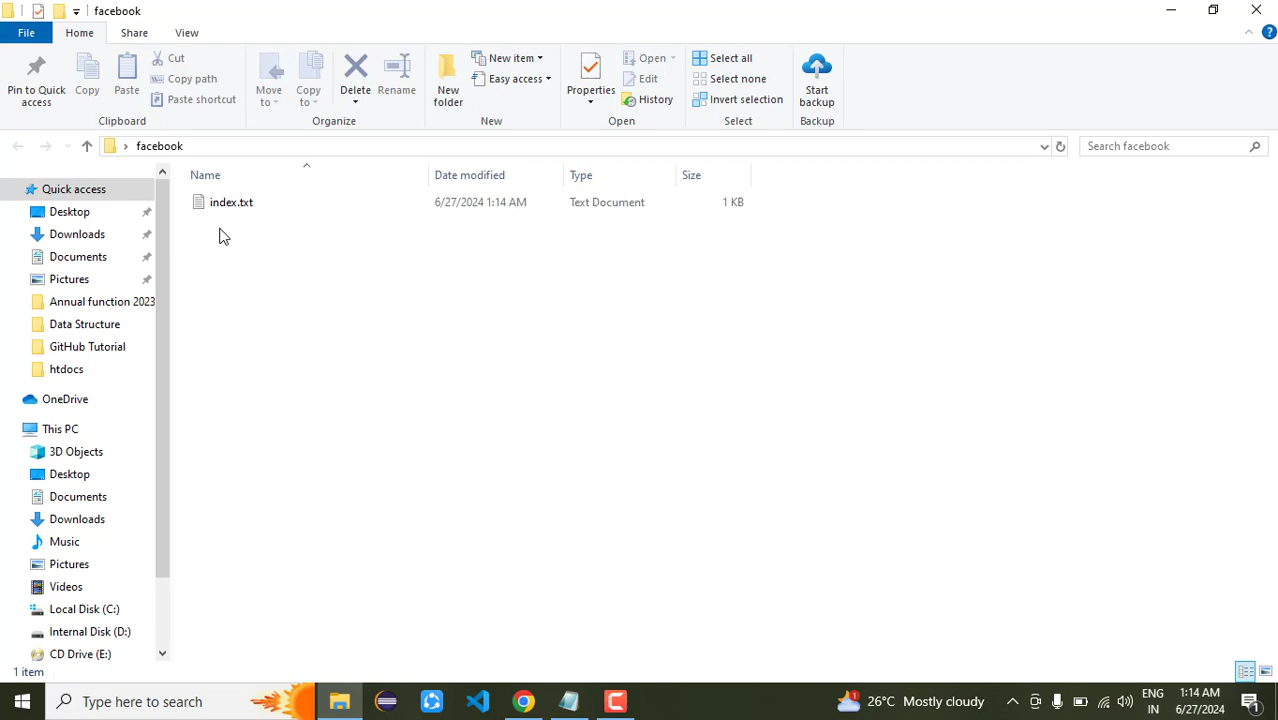 facebook
File Home Share View
Pin to Quick access
Copy
Paste
Cut
Copy path
Paste shortcut
Move to
Copy to
Delete
Rename
New folder
New item
Easy access
Properties
Open
Edit
History
Select all
Select none
Invert selection
Start backup
Clipboard Organize New Open Select Backup
facebook
Search facebook
Name Date modified Type Size
index.txt 6/27/2024 1:14 AM Text Document 1 KB
Quick access
Desktop
Downloads
Documents
Pictures
Annual function 2023
Data Structure
GitHub Tutorial
htdocs
OneDrive
This PC
3D Objects
Desktop
Documents
Downloads
Music
Pictures
Videos
Local Disk (C:)
Internal Disk (D:)
CD Drive (E:)
1 item
Type here to search
1
26°C Mostly cloudy
ENG
IN
1:14 AM
6/27/2024
1